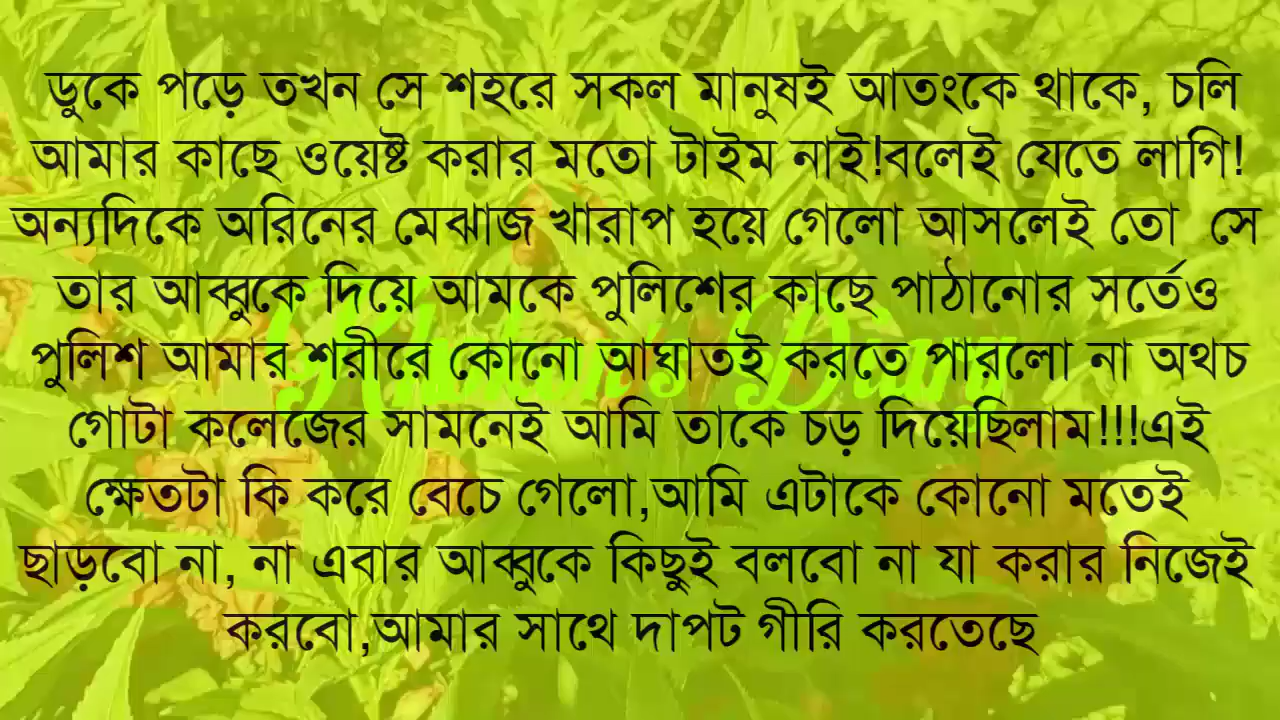 ডুকে পড়ে তখন সে শহরে সকল মানুষই আতংকে থাকে, চলি
আমার কাছে ওয়েষ্ট করার মতো টাইম নাই!বলেই যেতে লাগি!
অন্যদিকে অরিনের মেঝাজ খারাপ হয়ে গেলো আসলেই তো সে
তার আব্বুকে দিয়ে আমকে পুলিশের কাছে পাঠানোর সর্তেও
পুলিশ আমার শরীরে কোনো আঘাতই করতে পারলো না অথচ
গোটা কলেজের সামনেই আমি তাকে চড় দিয়েছিলাম!!!এই
ক্ষেতটা কি করে বেচে গেলো,আমি এটাকে কোনো মতেই
ছাড়বো না, না এবার আব্বুকে কিছুই বলবো না যা করার নিজেই
করবো,আমার সাথে দাপট গীরি করতেছে